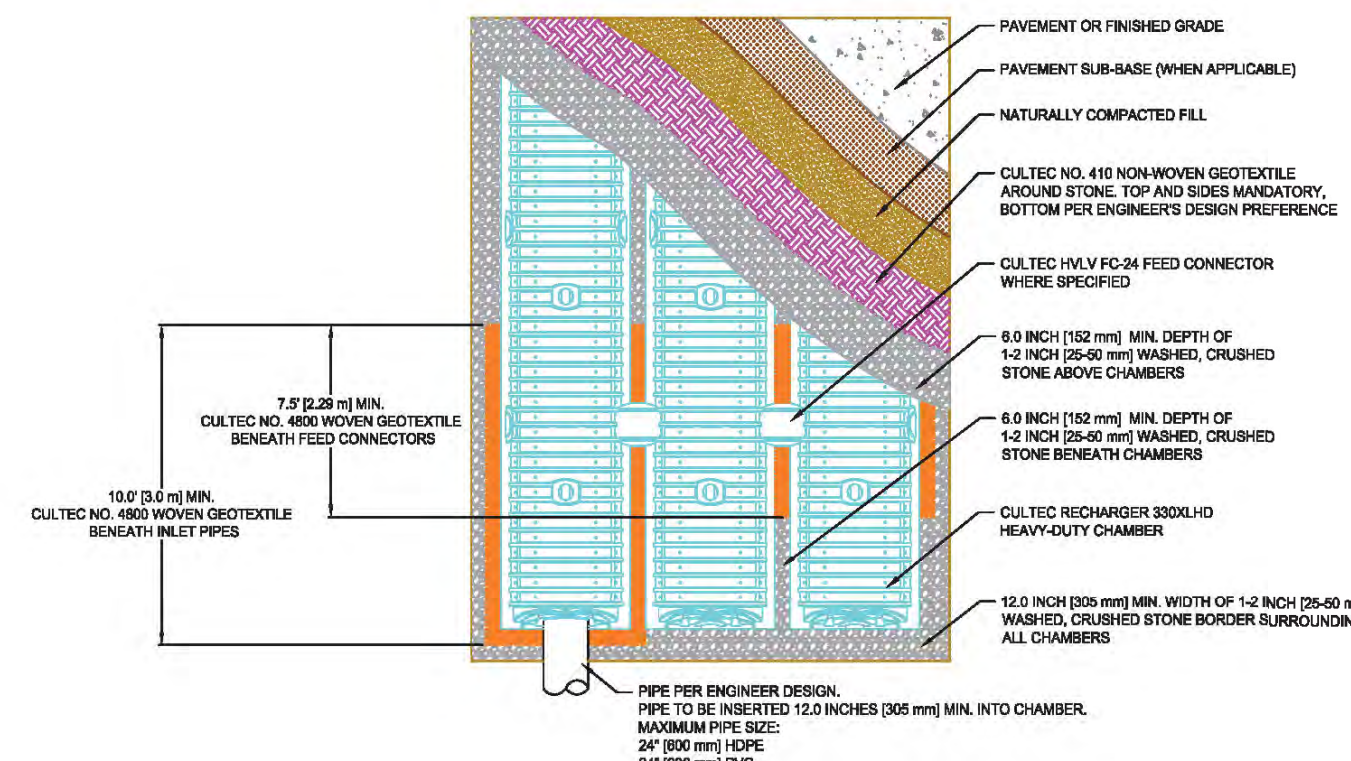 PAVEMENT OR FINISHED GRADE
PAVEMENT SUB-BASE (WHEN APPLICABLE)
NATURALLY COMPACTED FILL
CULTEC NO. 410 NON-WOVEN GEOTEXTILE
AROUND STONE. TOP AND SIDES MANDATORY,
BOTTOM PER ENGINEER'S DESIGN PREFERENCE
CULTEC HVLV FC-24 FEED CONNECTOR
WHERE SPECIFIED
6.0 INCH [152 mm] MIN. DEPTH OF
1-2 INCH [25-50 mm] WASHED, CRUSHED
STONE ABOVE CHAMBERS
6.0 INCH [152 mm] MIN. DEPTH OF
1-2 INCH [25-50 mm] WASHED, CRUSHED
STONE BENEATH CHAMBERS
CULTEC RECHARGER 330XLHD
HEAVY-DUTY CHAMBER
12.0 INCH [305 mm] MIN. WIDTH OF 1-2 INCH [25-50 m
WASHED, CRUSHED STONE BORDER SURROUNDIN
ALL CHAMBERS
7.5' [2.29 m] MIN.
CULTEC NO. 4800 WOVEN GEOTEXTILE
BENEATH FEED CONNECTORS
10.0' [3.0 m] MIN.
CULTEC NO. 4800 WOVEN GEOTEXTILE
BENEATH INLET PIPES
PIPE PER ENGINEER DESIGN.
PIPE TO BE INSERTED 12.0 INCHES [305 mm] MIN. INTO CHAMBER.
MAXIMUM PIPE SIZE:
24" [600 mm] HDPE